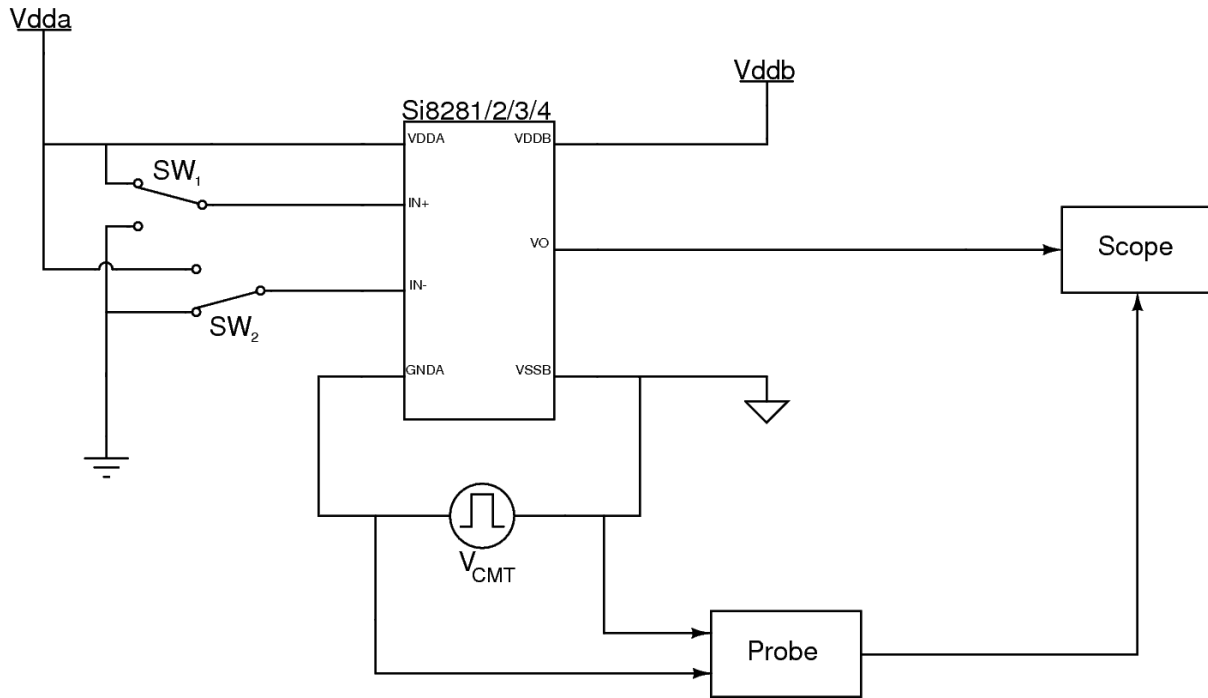 Vdda
Vddb
Si8281/2/3/4
VDDA
VDDB
SW1
IN+
VO
Scope
IN-
SW2
GNDA
VSSB
VCMT
Probe